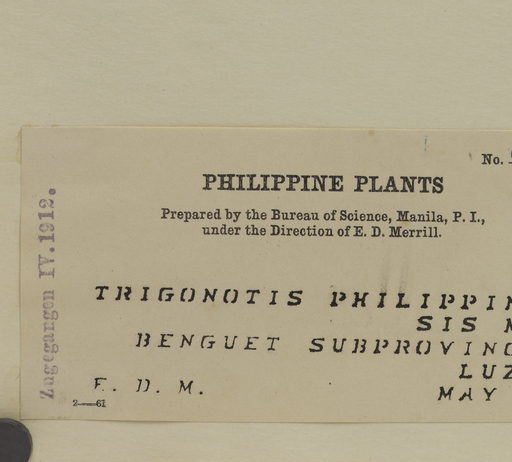 No.
PHILIPPINE PLANTS
Prepared by the Bureau of Science, Manila, P. I.,
under the Direction of E. D. Merrill.
TRIGONOTIS PHILIPPIN
SIS M
BENGUET SUBPROVINC
LUZ
E. D. M.
MAY
2—61
Zugegangen IV. 1912.